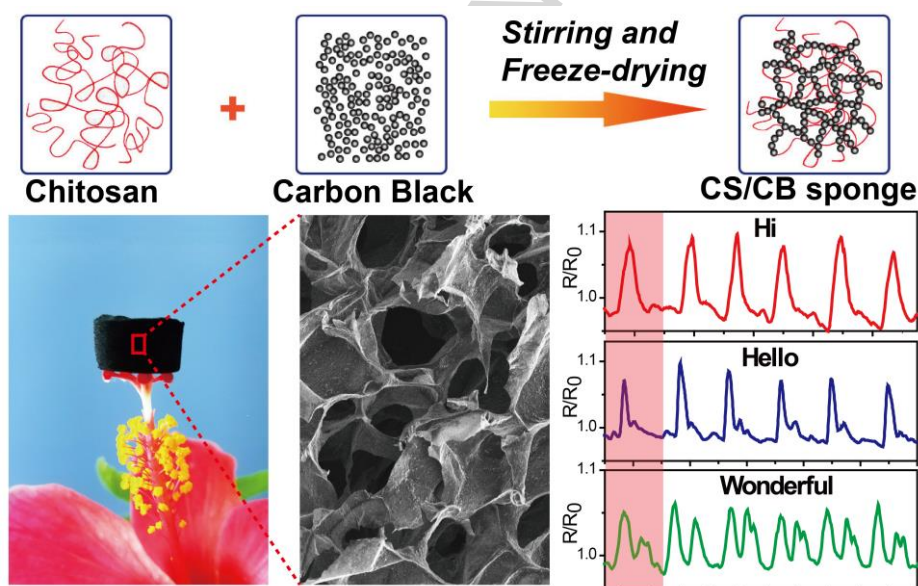 Stirring and
Freeze-drying
+
Chitosan
Carbon Black
CS/CB sponge
1.1
1.0
R/R0
Hi
1.1
1.0
R/R0
Hello
1.1
1.0
R/R0
Wonderful